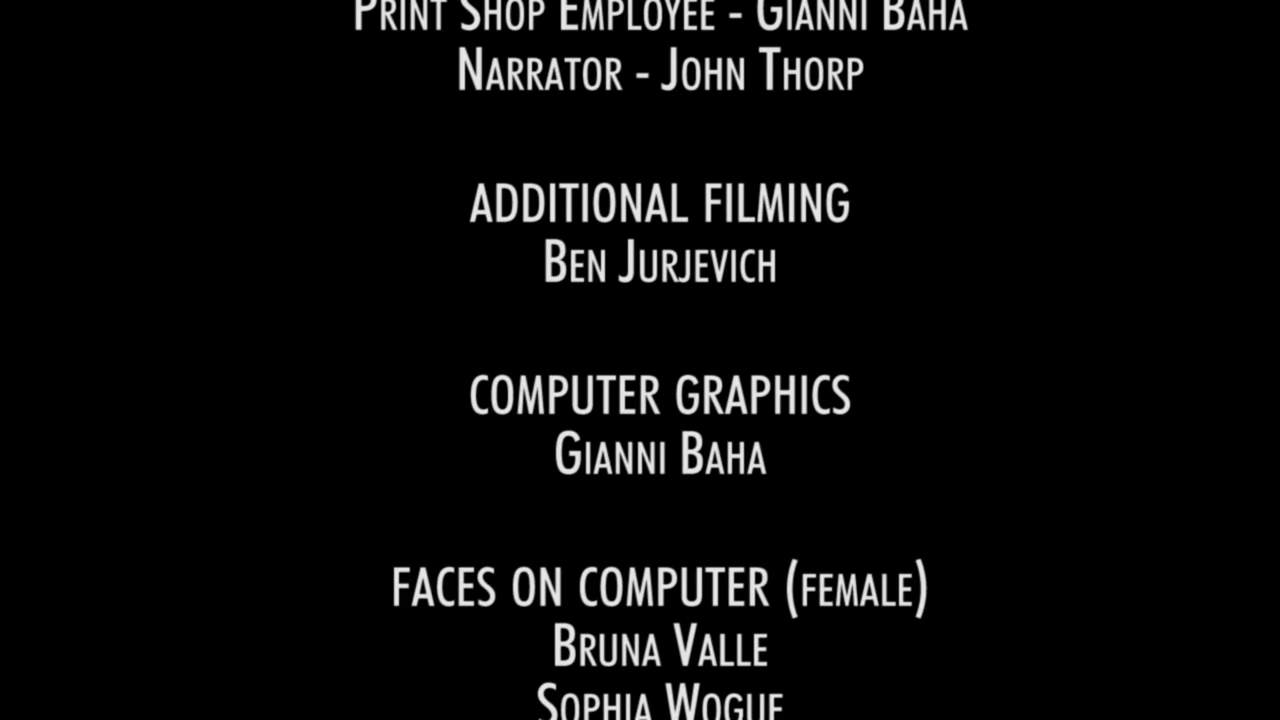 PRINT SHOP EMPLOYEE - GIANNI BAHA
NARRATOR - JOHN THORP
ADDITIONAL FILMING
BEN JURJEVICH
COMPUTER GRAPHICS
GIANNI BAHA
FACES ON COMPUTER (FEMALE)
BRUNA VALLE
SOPHIA WOGUE